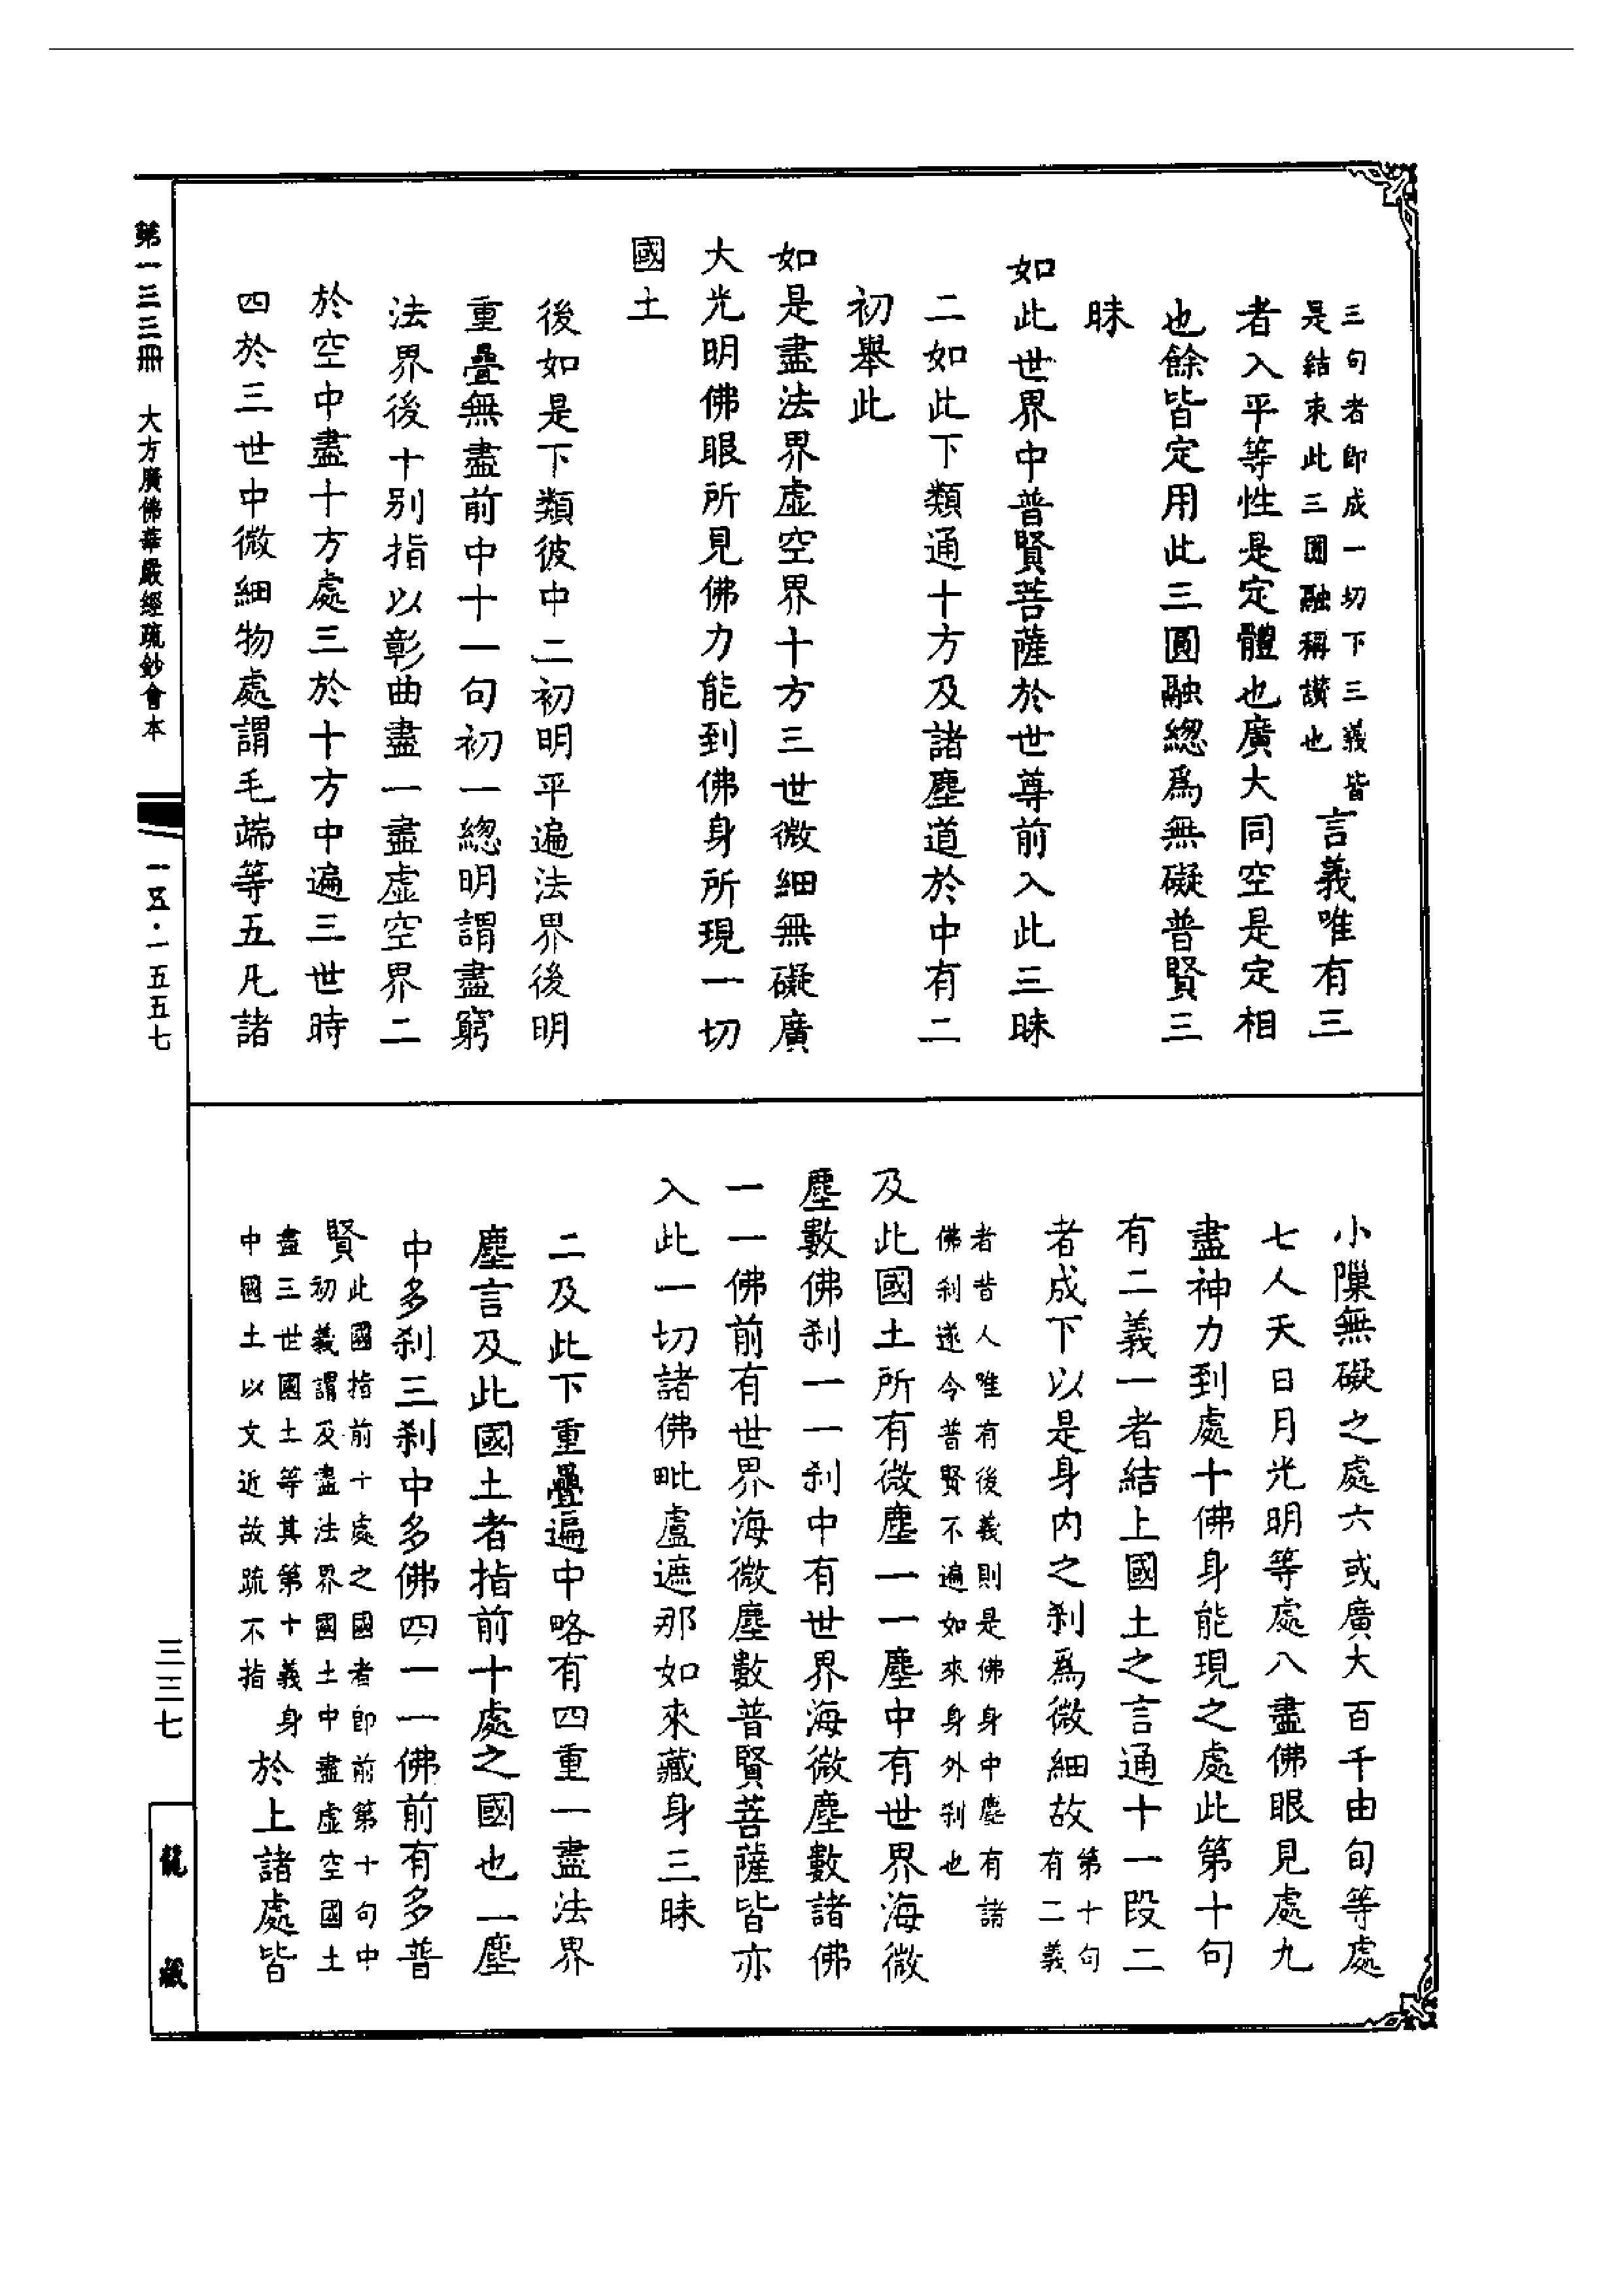 三句者即成一切下三義皆
是結束此三圓融稱讚也
言義唯有三
者入平等性是定體也廣大同空是定相
也餘皆定用此三圓融總為無礙普賢三
昧
如此世界中普賢菩薩於世尊前入此三昧
二如此下類通十方及諸塵道於中有二
初舉此
如是盡法界虛空界十方三世微細無礙廣
大光明佛眼所見佛力能到佛身所現一切
國土
後如是下類彼中二初明平遍法界後明
重疊無盡前中十一句初一總明謂盡窮
法界後十別指以彰曲盡一盡虛空界二
於空中盡十方處三於十方中遍三世時
四於三世中微細物處謂毛端等五凡諸
小隟無礙之處六或廣大百千由旬等處
七人天日月光明等處八盡佛眼見處九
盡神力到處十佛身能現之處此第十句
有二義一者結上國土之言通十一段二
者成下以是身内之刹為微細故
第十句
有二義
者昔人唯有後義則是佛身中塵有諸
佛刹遂令普賢不遍如來身外刹也
及此國土所有微塵一一塵中有世界海微
塵數佛刹一一刹中有世界海微塵數諸佛
一一佛前有世界海微塵數普賢菩薩皆亦
入此一切諸佛毗盧遮那如來藏身三昧
二及此下重疊遍中略有四重一盡法界
塵言及此國土者指前十處之國也二塵
中多刹三刹中多佛四一一佛前有多普
賢
此國指前十處之國者即前第十句中
初義謂及盡法界國土中盡虛空國土
盡三世國土等其第十義身
中國土以文近故疏不指
於上諸處皆
第一三三冊　大方廣佛華嚴經疏鈔會本
一五·一五五七
三三七
龍藏